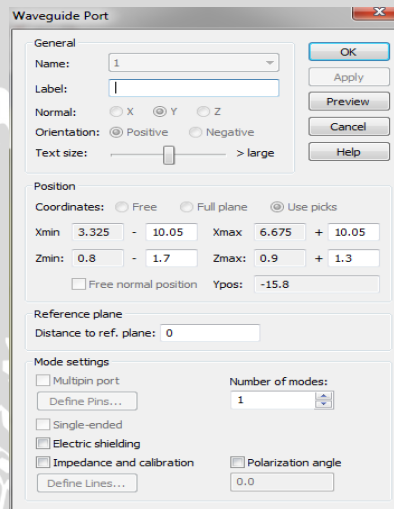 Waveguide Port
General
Name: 1
Label:
Normal: X Y Z
Orientation: Positive Negative
Text size: > large
OK
Apply
Preview
Cancel
Help
Position
Coordinates: Free Full plane Use picks
Xmin 3.325 - 10.05 Xmax 6.675 + 10.05
Zmin: 0.8 - 1.7 Zmax: 0.9 + 1.3
Free normal position Ypos: -15.8
Reference plane
Distance to ref. plane: 0
Mode settings
Multipin port Number of modes:
Define Pins... 1
Single-ended
Electric shielding
Impedance and calibration Polarization angle
Define Lines... 0.0